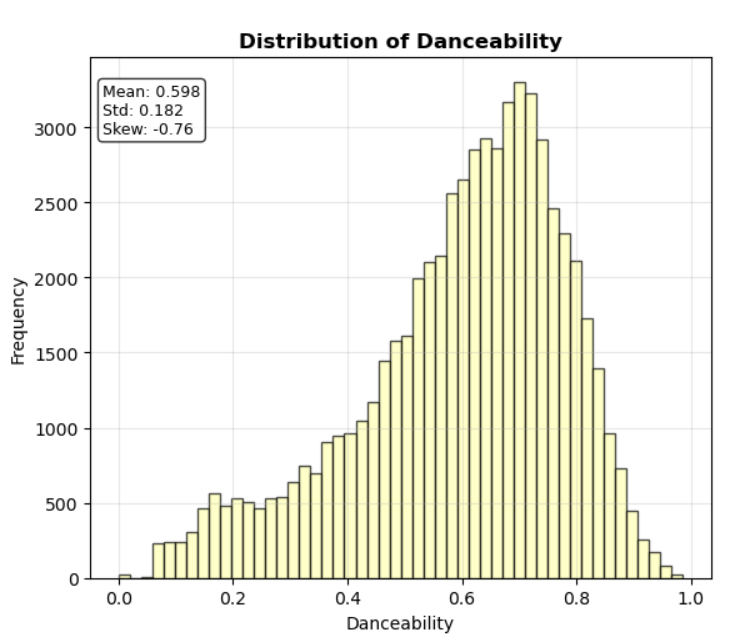 Distribution of Danceability
Mean: 0.598
Std: 0.182
Skew: -0.76
Frequency
3000
2500
2000
1500
1000
500
0
0.0 0.2 0.4 0.6 0.8 1.0
Danceability